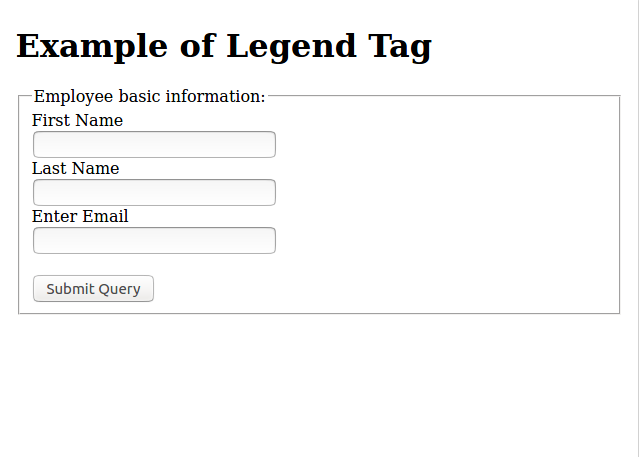 Example of Legend Tag
Employee basic information:
First Name
Last Name
Enter Email
Submit Query